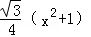 √3/4 (x²+1)